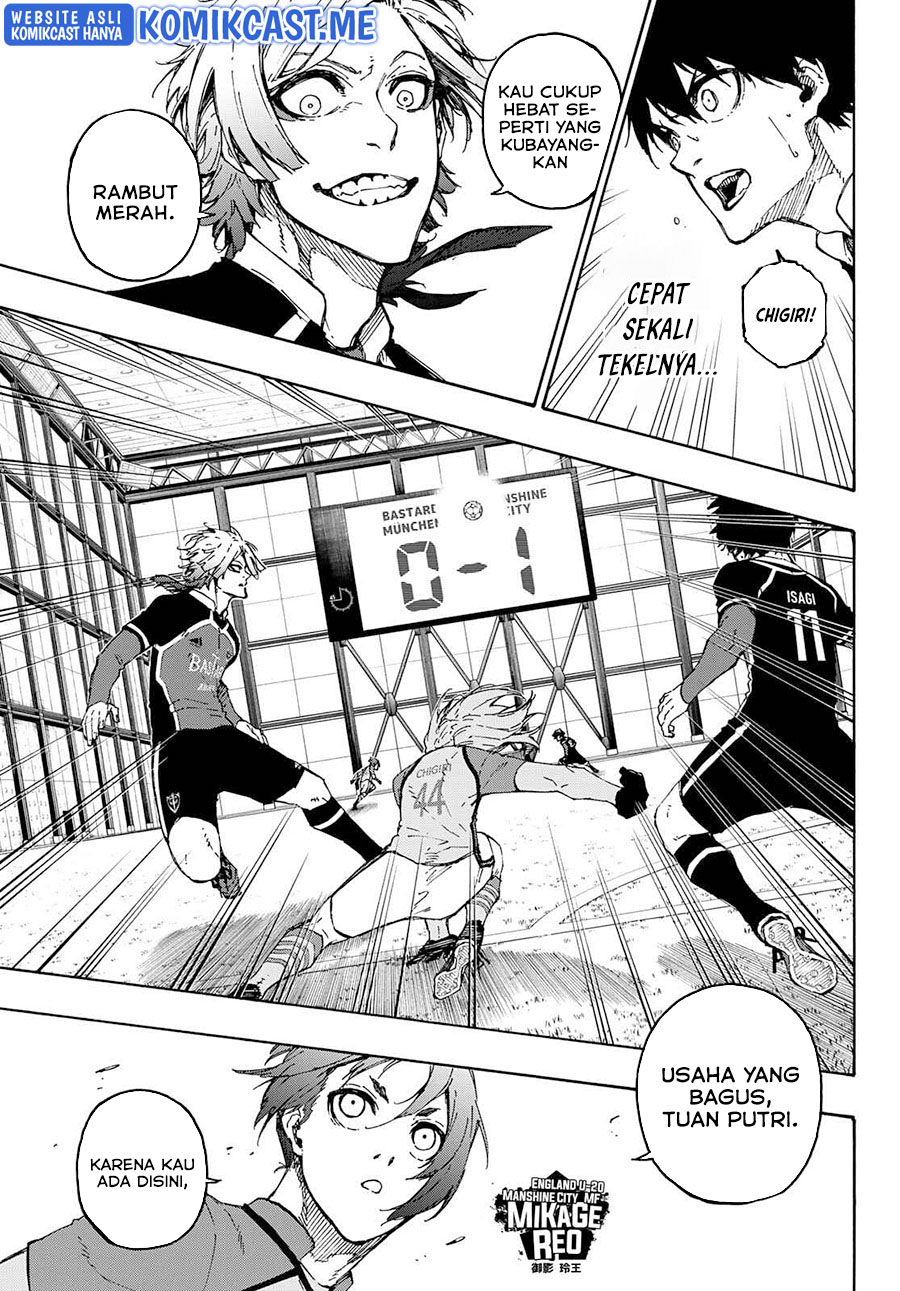 WEBSITE ASLI
KOMIKCAST HANYA
KOMIKCAST.ME
CHIGIRI!
CEPAT
SEKALI
TEKELNYA...
KAU CUKUP
HEBAT SE-
PERTI YANG
KUBAYANG-
KAN
RAMBUT
MERAH.
BASTARD
MÜNCHEN
0-1
NSHINE
CITY
ISAGI
11
CHIGIRI
44
USAHA YANG
BAGUS,
TUAN PUTRI.
KARENA KAU
ADA DISINI,
ENGLAND U-20
MANSHINE CITY MF
MIKAGE
REO
御影 玲王